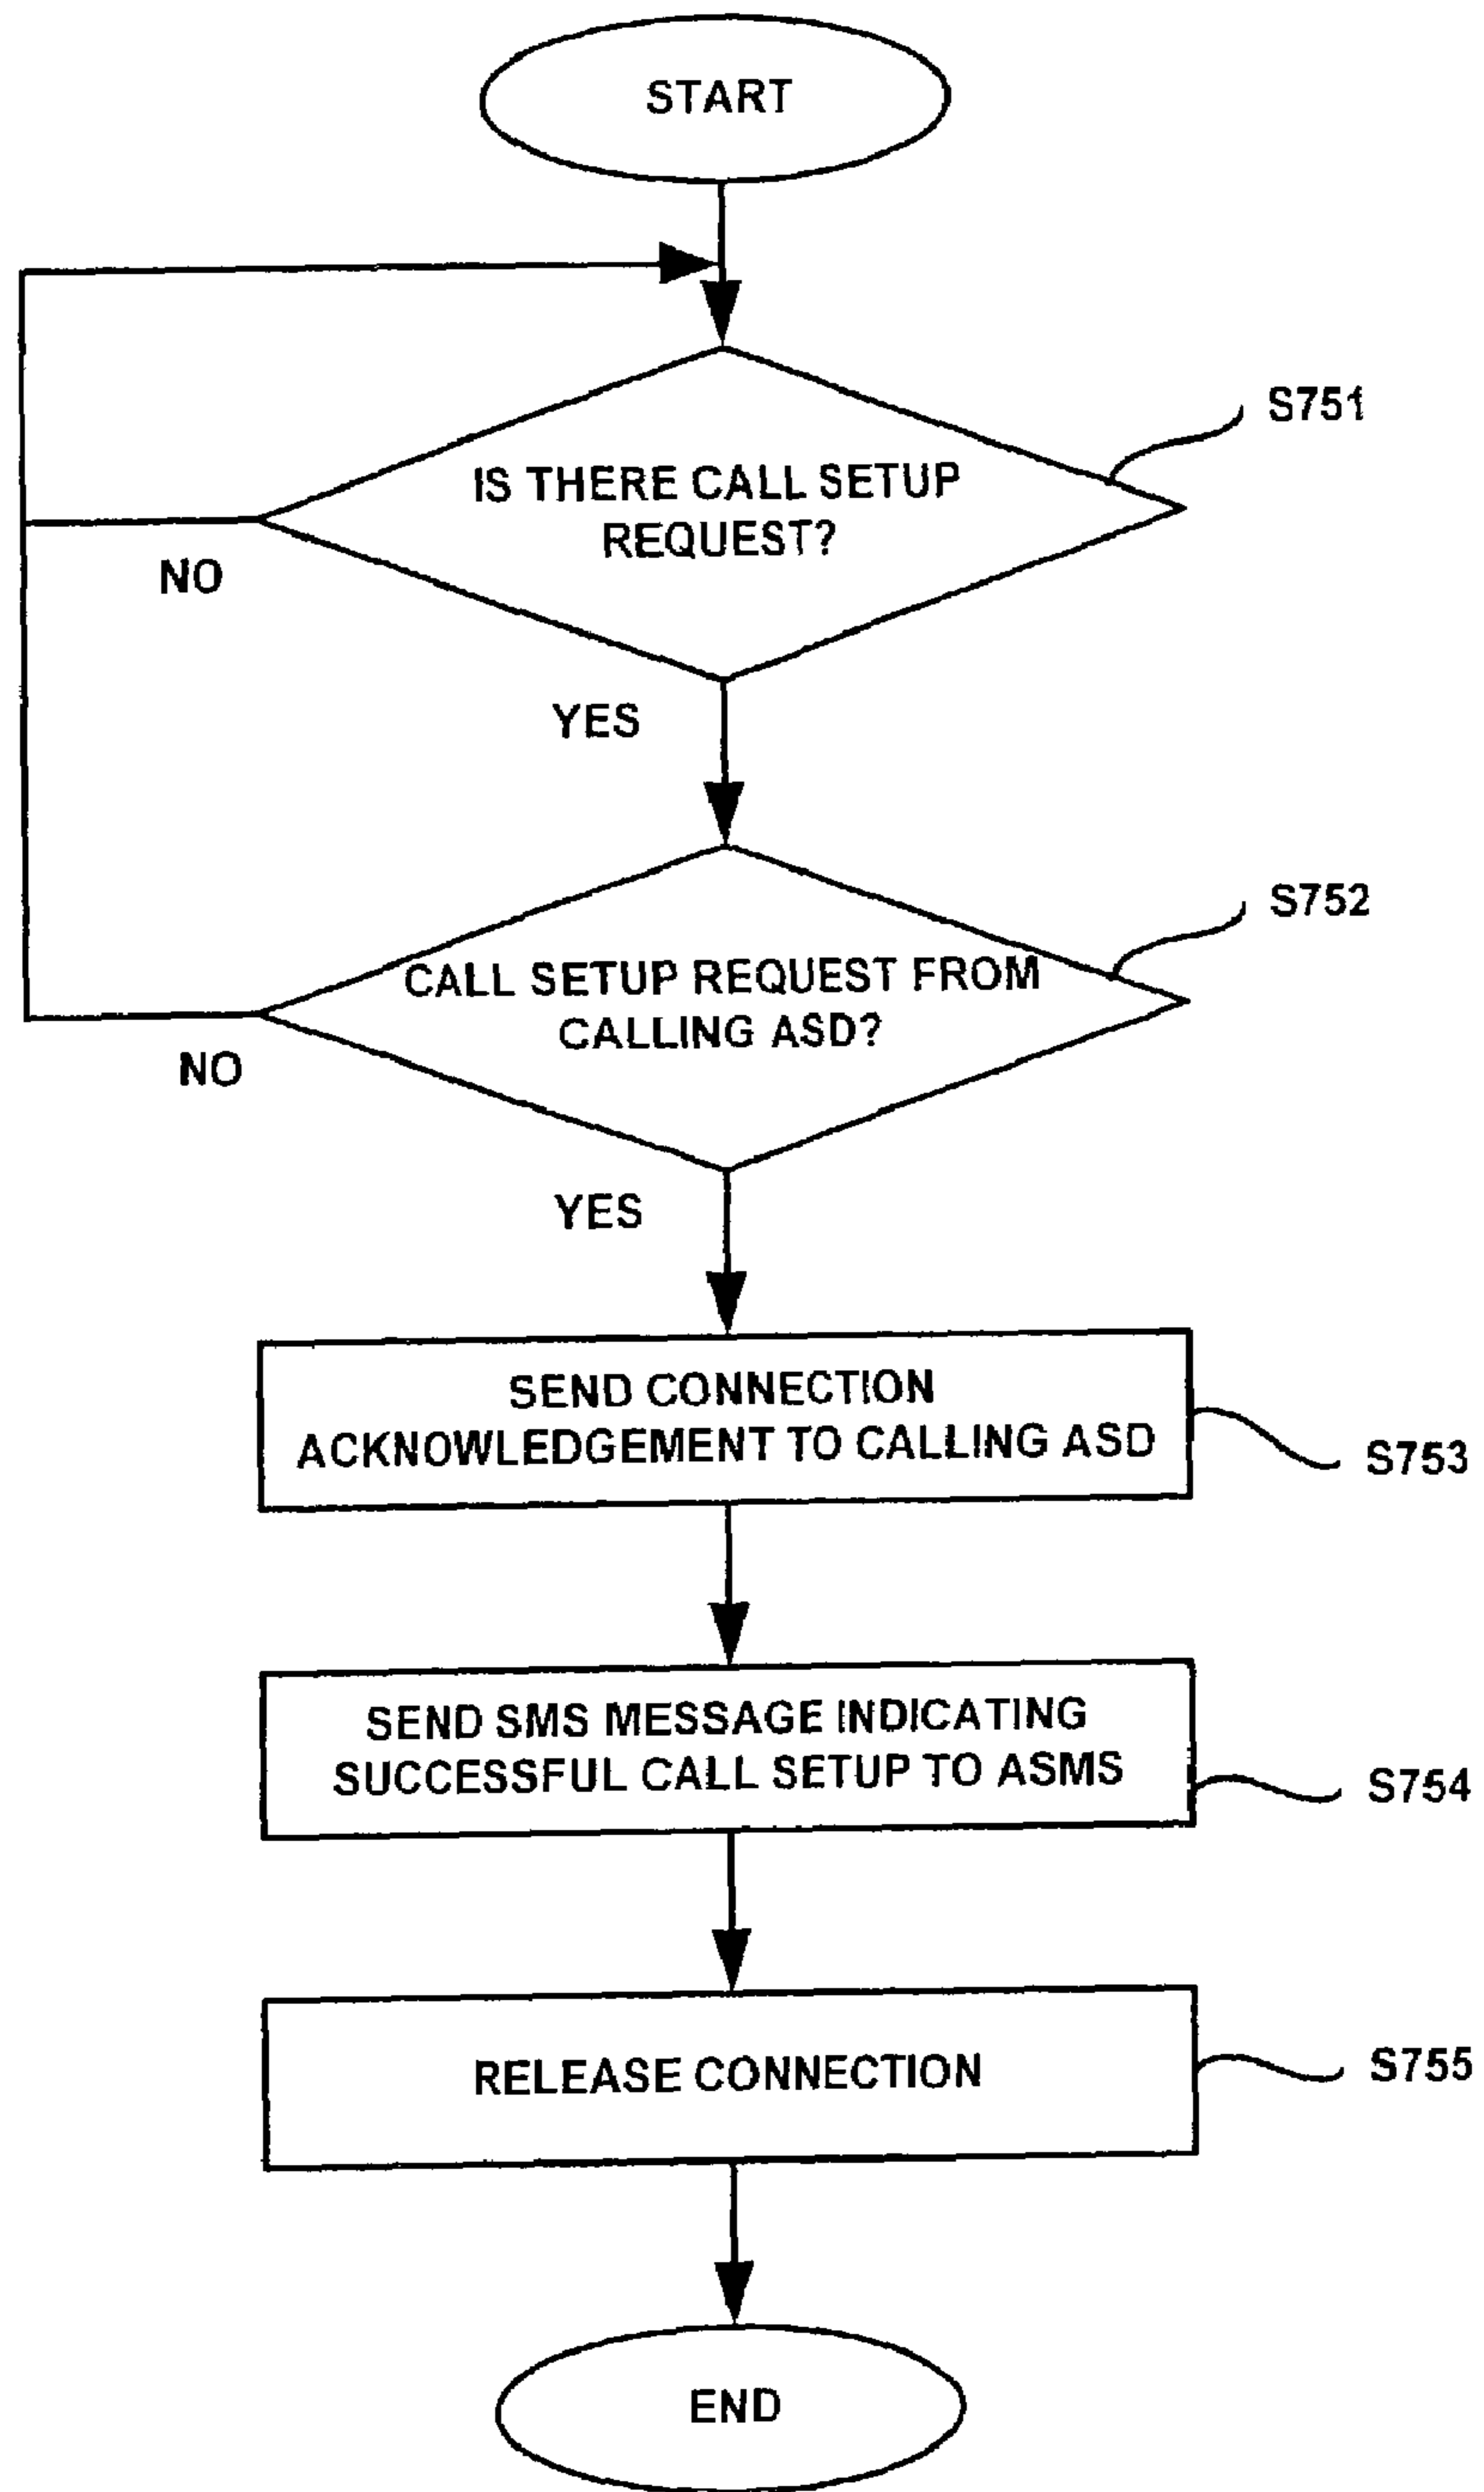 START
S751
IS THERE CALL SETUP
REQUEST?
NO
YES
S752
CALL SETUP REQUEST FROM
CALLING ASD?
NO
YES
SEND CONNECTION
ACKNOWLEDGEMENT TO CALLING ASD
S753
SEND SMS MESSAGE INDICATING
SUCCESSFUL CALL SETUP TO ASMS
S754
RELEASE CONNECTION
S755
END